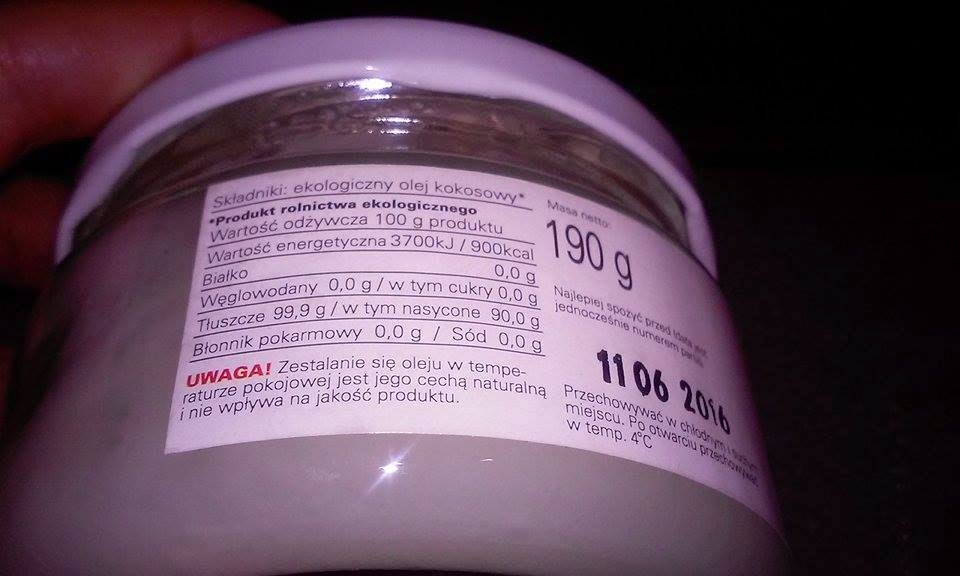 Składniki: ekologiczny olej kokosowy*
*Produkt rolnictwa ekologicznego
Wartość odżywcza 100 g produktu
Wartość energetyczna 3700kJ / 900kcal
Białko 0,0 g
Węglowodany 0,0 g / w tym cukry 0,0 g
Tłuszcze 99,9 g / w tym nasycone 90,0 g
Błonnik pokarmowy 0,0 g / Sód 0,0 g
UWAGA! Zestalanie się oleju w tempe-
raturze pokojowej jest jego cechą naturalną
i nie wpływa na jakość produktu.
Masa netto:
190 g
Najlepiej spożyć przed (data jest
jednocześnie numerem partii)
11 06 2016
Przechowywać w chłodnym i suchym
miejscu. Po otwarciu przechowywać
w temp. 4°C